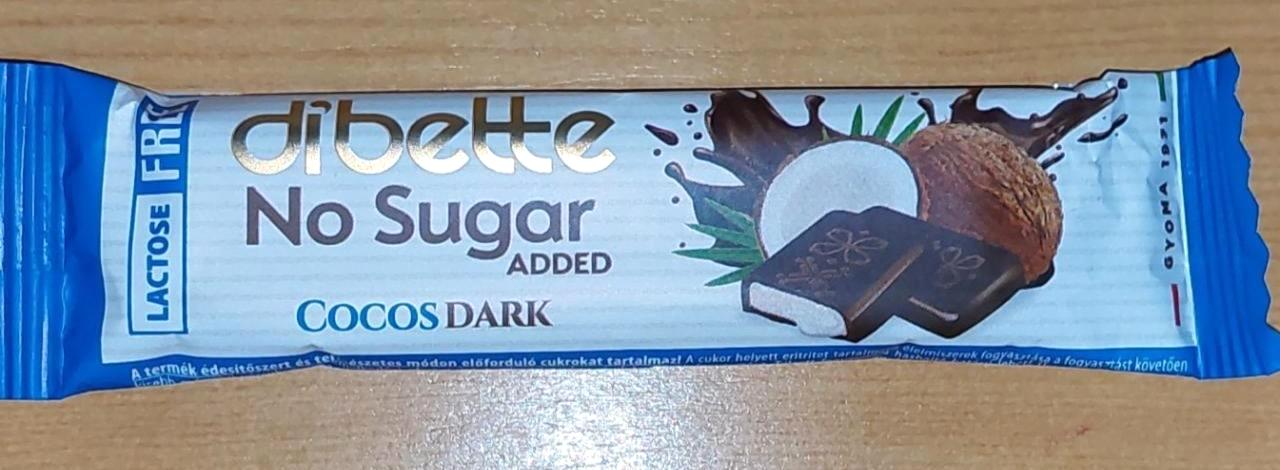 LACTOSE FREE
dibette
No Sugar
ADDED
COCOS DARK
GYOMA 1931
A termék édesítőszert és természetes módon előforduló cukrokat tartalmaz! A cukor helyett eritritet tartalmazó élelmiszerek fogyasztása a fogyasztást követően